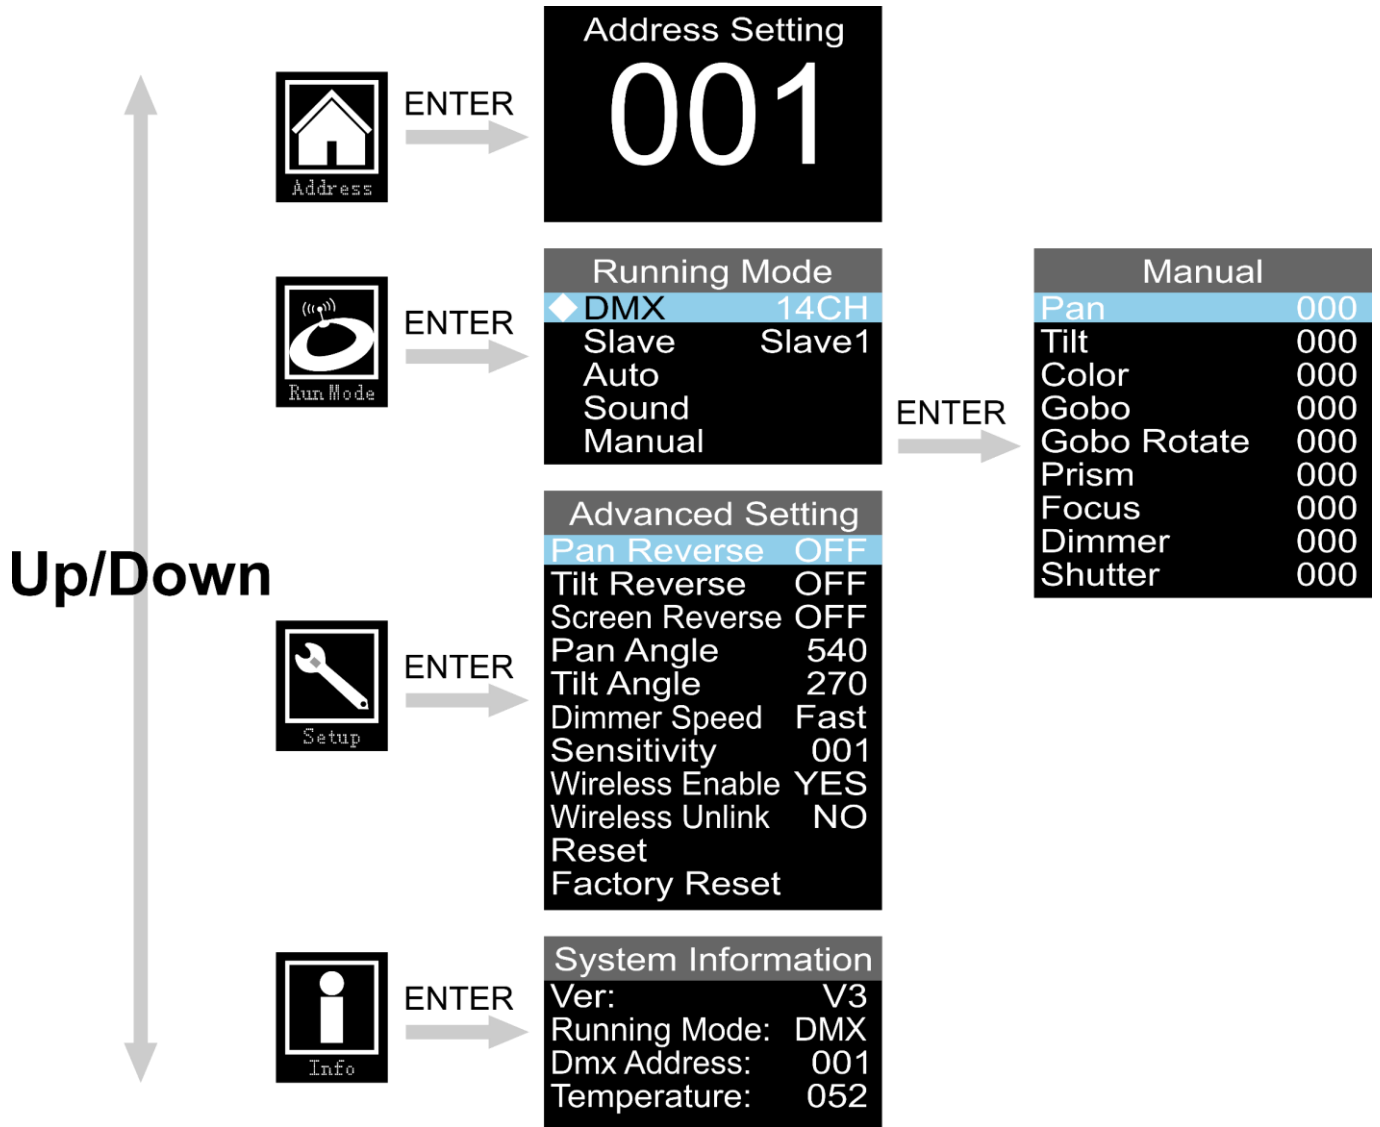 Up/Down
Address
ENTER
Address Setting
001
Run Mode
ENTER
Running Mode
DMX 14CH
Slave Slave1
Auto
Sound
Manual
ENTER
Manual
Pan 000
Tilt 000
Color 000
Gobo 000
Gobo Rotate 000
Prism 000
Focus 000
Dimmer 000
Shutter 000
Setup
ENTER
Advanced Setting
Pan Reverse OFF
Tilt Reverse OFF
Screen Reverse OFF
Pan Angle 540
Tilt Angle 270
Dimmer Speed Fast
Sensitivity 001
Wireless Enable YES
Wireless Unlink NO
Reset
Factory Reset
Info
ENTER
System Information
Ver: V3
Running Mode: DMX
Dmx Address: 001
Temperature: 052